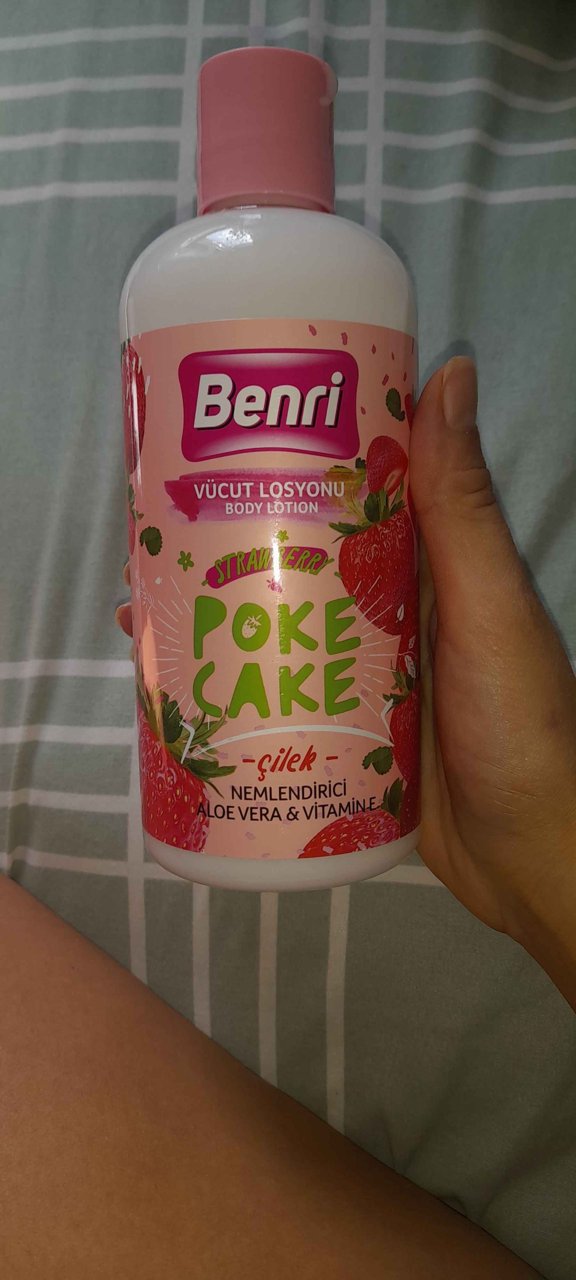 Benri
VÜCUT LOSYONU
BODY LOTION
STRAWBERRY
POKE
CAKE
-çilek-
NEMLENDİRİCİ
ALOE VERA & VİTAMİN E